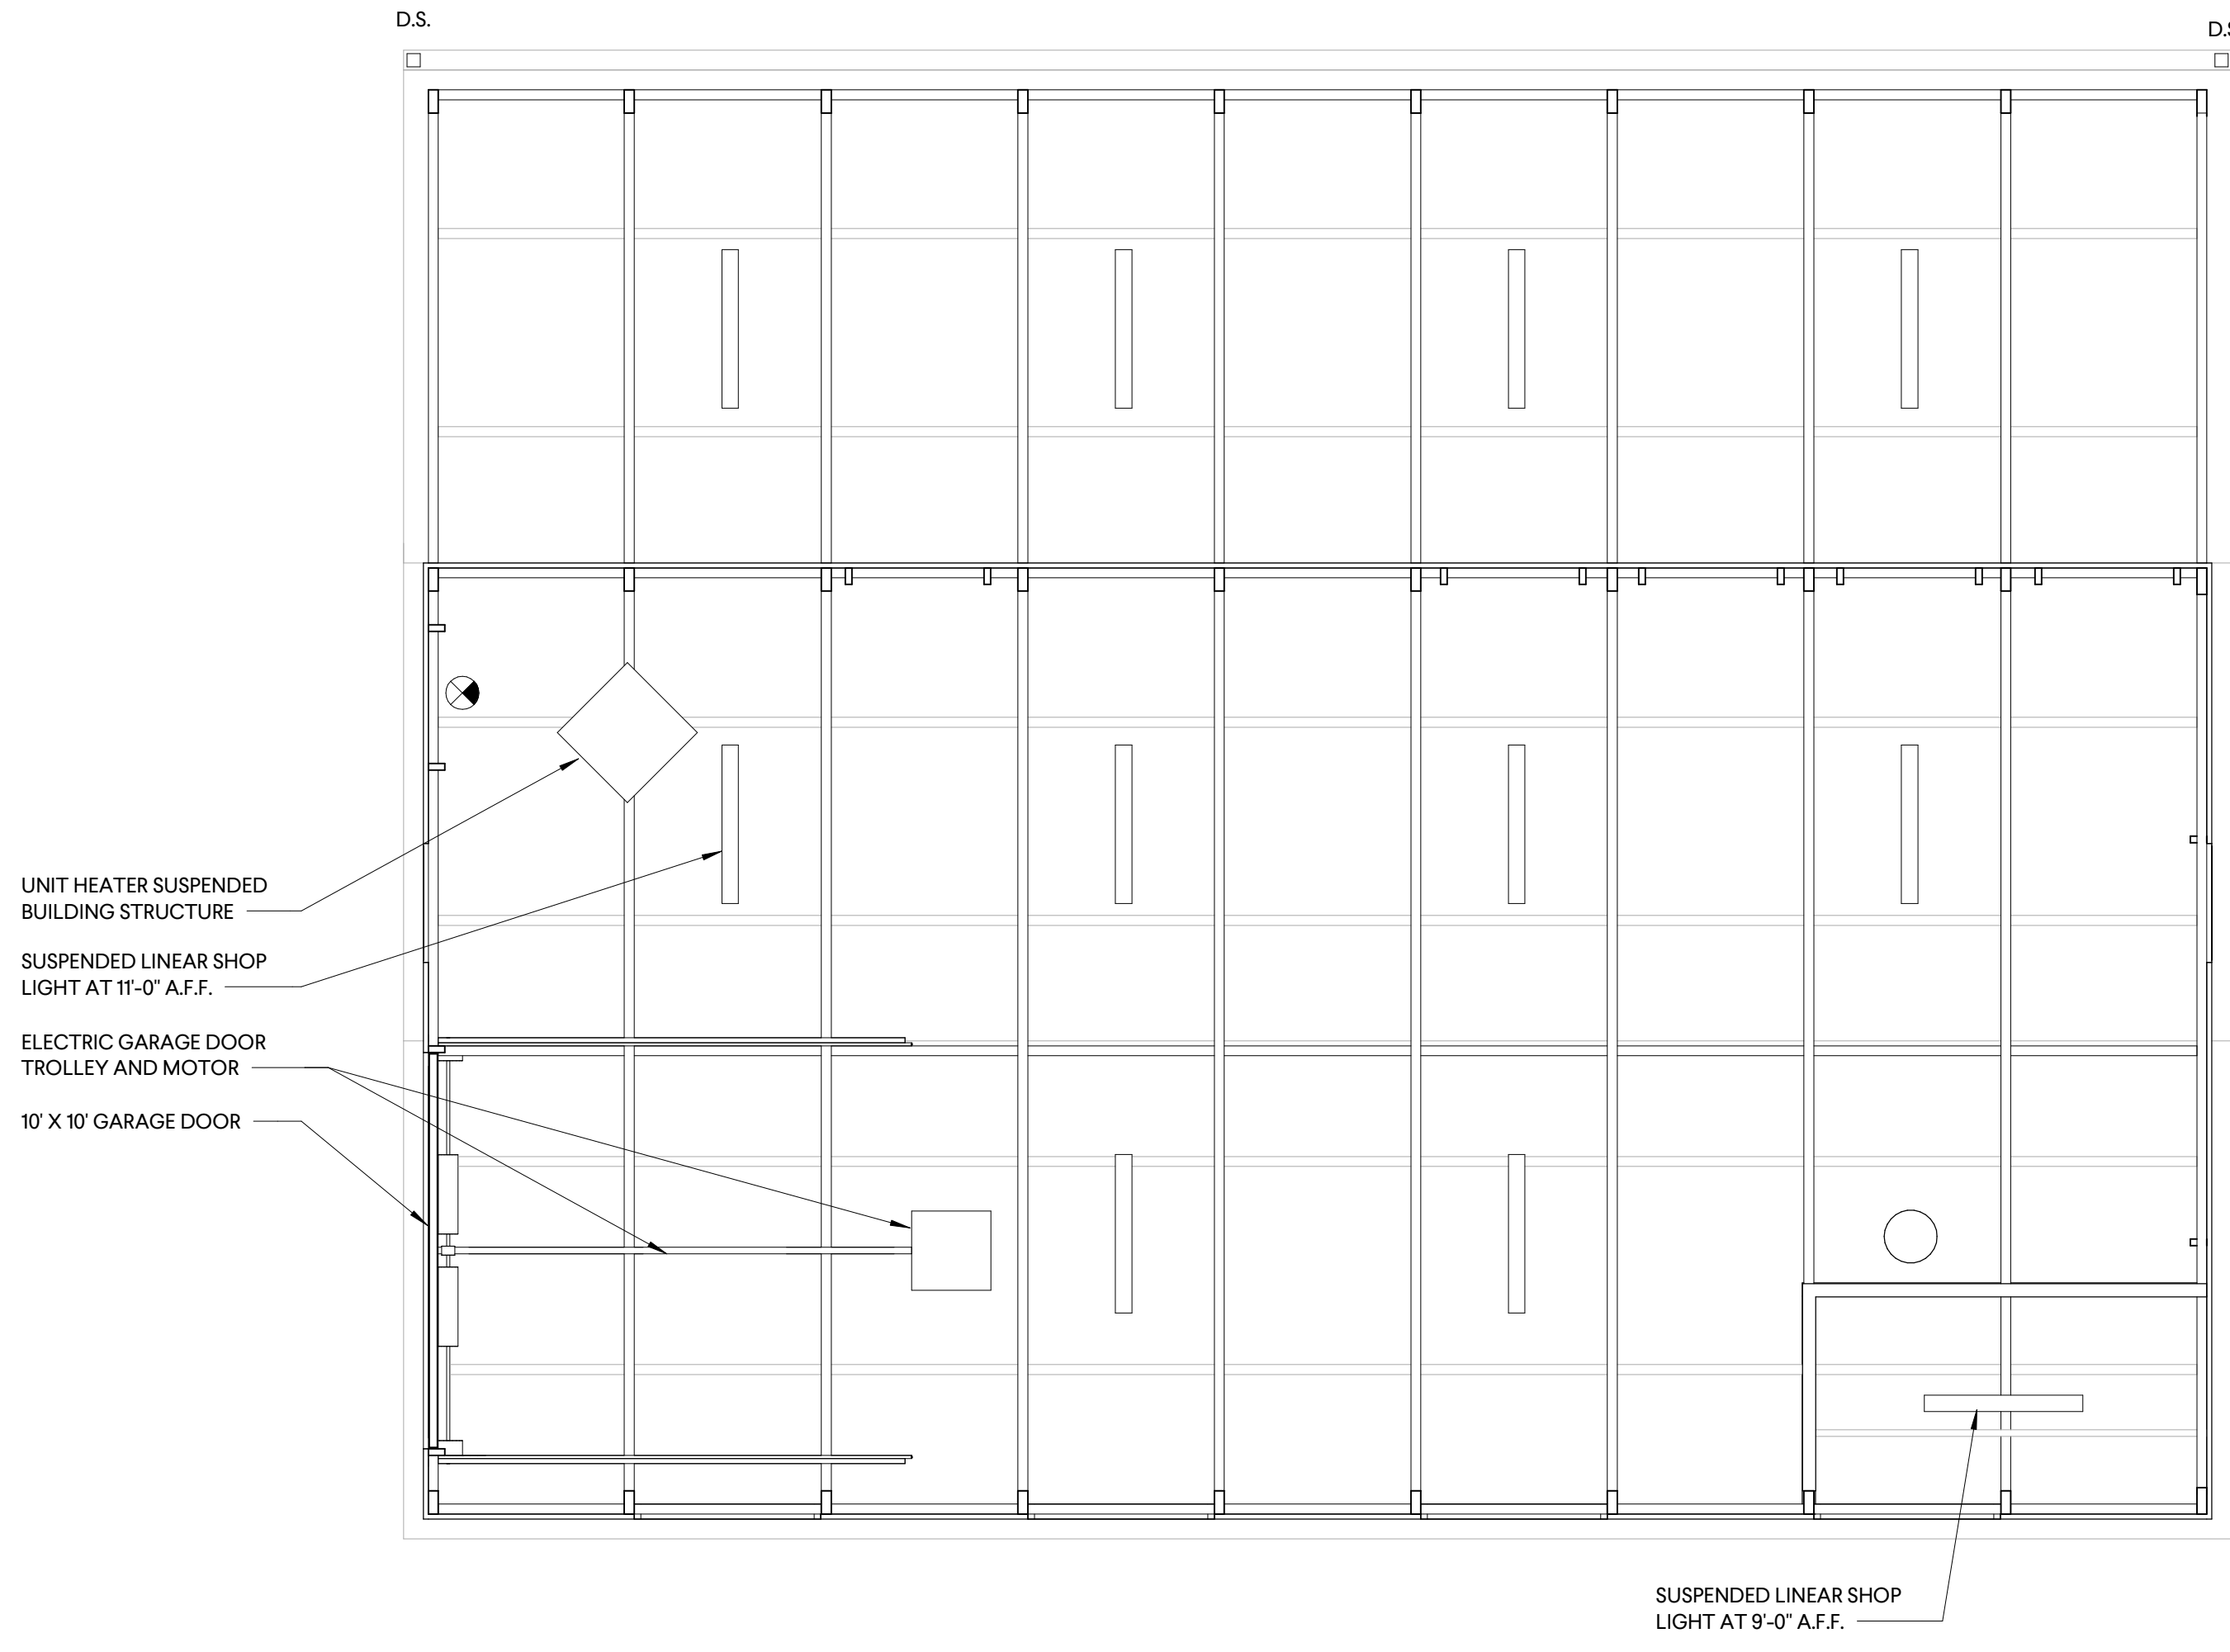 D.S.
D.S
UNIT HEATER SUSPENDED
BUILDING STRUCTURE
SUSPENDED LINEAR SHOP
LIGHT AT 11'-0" A.F.F.
ELECTRIC GARAGE DOOR
TROLLEY AND MOTOR
10' X 10' GARAGE DOOR
SUSPENDED LINEAR SHOP
LIGHT AT 9'-0" A.F.F.